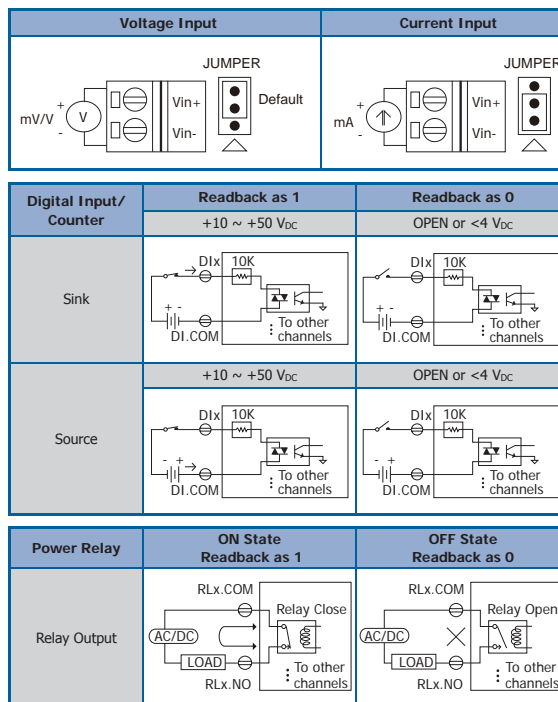 Voltage Input
Current Input
JUMPER
mV/V
+
-
V
Vin+
Vin-
Default
JUMPER
mA
+
-
Vin+
Vin-
Digital Input/
Counter
Readback as 1
Readback as 0
+10 ~ +50 VDC
OPEN or <4 VDC
Sink
DIx
10K
+ -
DI.COM
To other
channels
DIx
10K
+ -
DI.COM
To other
channels
+10 ~ +50 VDC
OPEN or <4 VDC
Source
DIx
10K
- +
DI.COM
To other
channels
DIx
10K
- +
DI.COM
To other
channels
Power Relay
ON State
Readback as 1
OFF State
Readback as 0
Relay Output
RLx.COM
Relay Close
AC/DC
LOAD
RLx.NO
To other
channels
RLx.COM
Relay Open
AC/DC
LOAD
RLx.NO
To other
channels